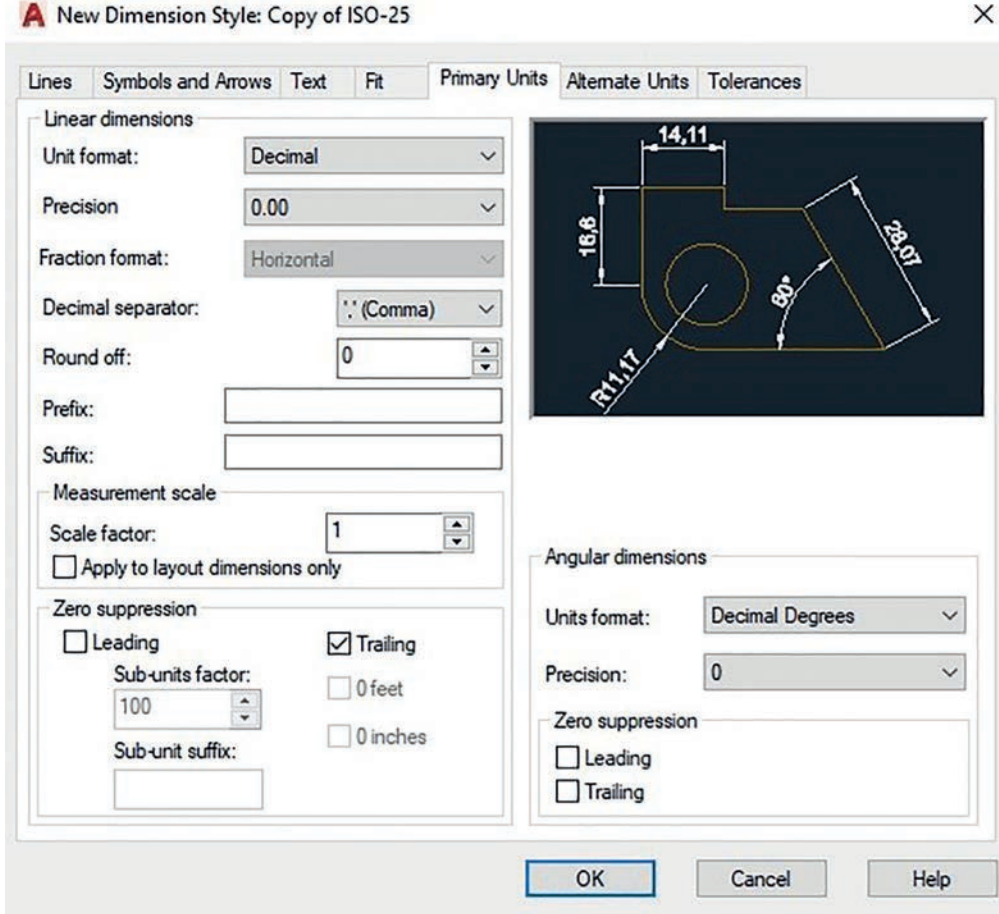 New Dimension Style: Copy of ISO-25
Lines Symbols and Arrows Text Fit Primary Units Alternate Units Tolerances
Linear dimensions
Unit format: Decimal
Precision 0.00
Fraction format: Horizontal
Decimal separator: ',' (Comma)
Round off: 0
Prefix:
Suffix:
Measurement scale
Scale factor: 1
Apply to layout dimensions only
Zero suppression
Leading Trailing
Sub-units factor: 0 feet
100
0 inches
Sub-unit suffix:
14,11
16,6
28,07
60°
R11,17
Angular dimensions
Units format: Decimal Degrees
Precision: 0
Zero suppression
Leading
Trailing
OK Cancel Help